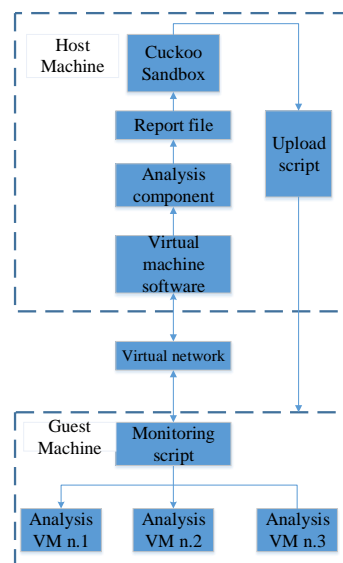 Host
Machine
Cuckoo
Sandbox
Report file
Upload
script
Analysis
component
Virtual
machine
software
Virtual network
Guest
Machine
Monitoring
script
Analysis
VM n.1
Analysis
VM n.2
Analysis
VM n.3